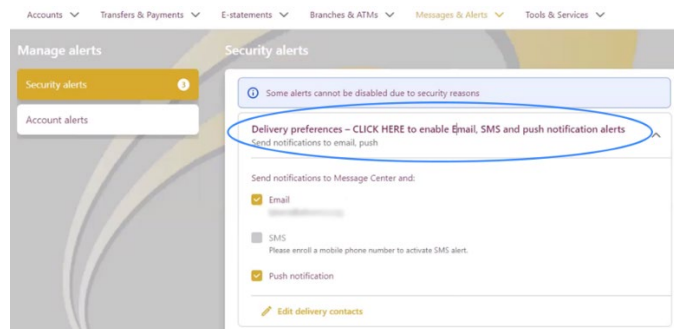 Accounts Transfers & Payments E-statements Branches & ATMs Messages & Alerts Tools & Services
Manage alerts
Security alerts 3
Account alerts
Security alerts
Some alerts cannot be disabled due to security reasons
Delivery preferences – CLICK HERE to enable Email, SMS and push notification alerts
Send notifications to email, push
Send notifications to Message Center and:
Email
SMS
Please enroll a mobile phone number to activate SMS alert.
Push notification
Edit delivery contacts